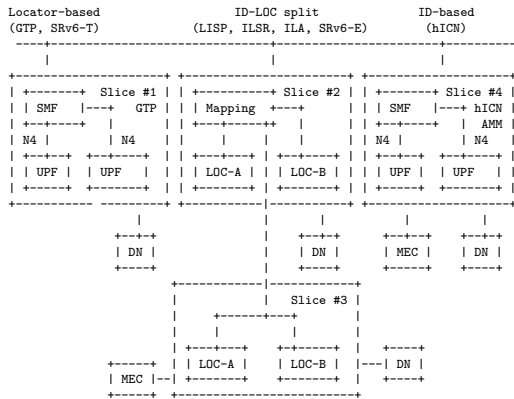 Locator-based ID-LOC split ID-based
(GTP, SRv6-T) (LISP, ILSR, ILA, SRv6-E) (hICN)
Slice #1 Slice #2 Slice #4
SMF GTP Mapping SMF hICN
AMM
N4 N4 N4 N4
UPF UPF LOC-A LOC-B UPF UPF
DN DN MEC DN
Slice #3
LOC-A LOC-B DN
MEC